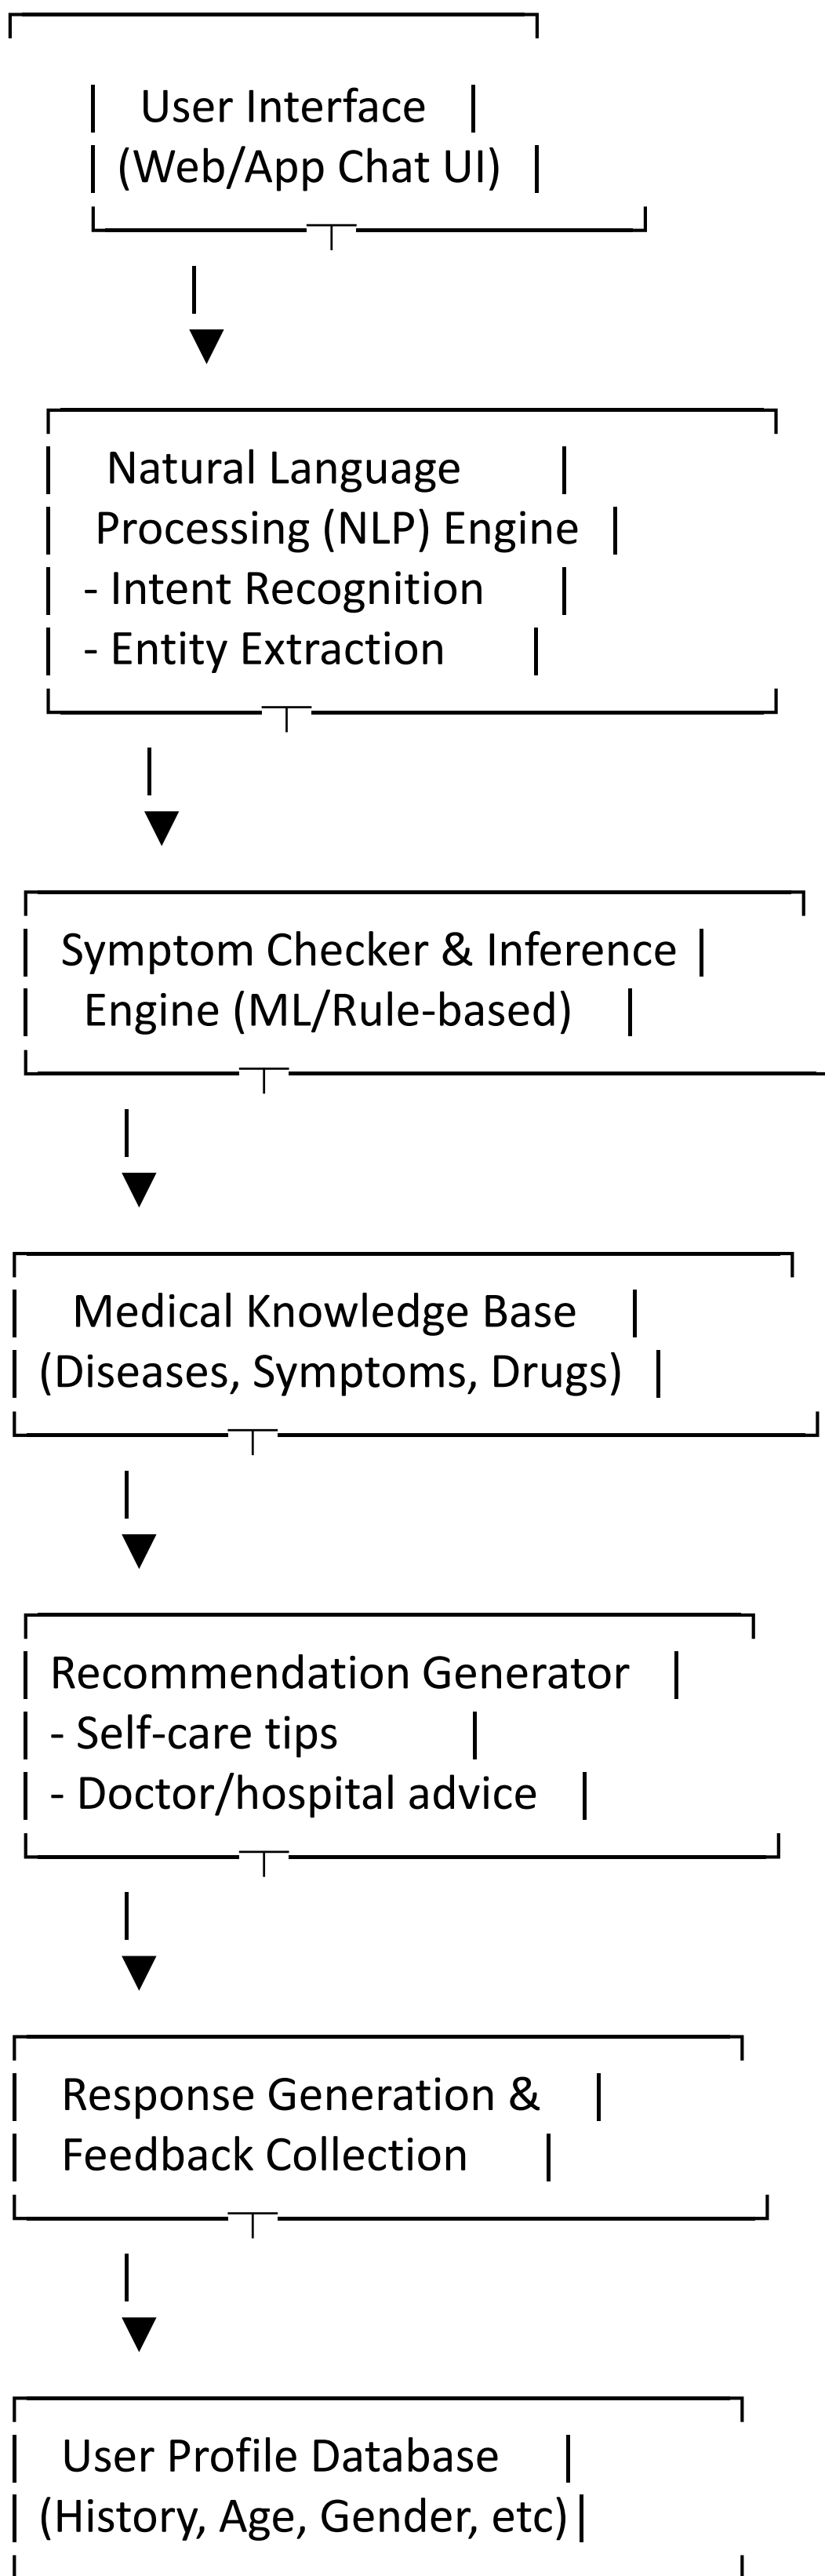 User Interface
(Web/App Chat UI)
Natural Language
Processing (NLP) Engine
- Intent Recognition
- Entity Extraction
Symptom Checker & Inference
Engine (ML/Rule-based)
Medical Knowledge Base
(Diseases, Symptoms, Drugs)
Recommendation Generator
- Self-care tips
- Doctor/hospital advice
Response Generation &
Feedback Collection
User Profile Database
(History, Age, Gender, etc)